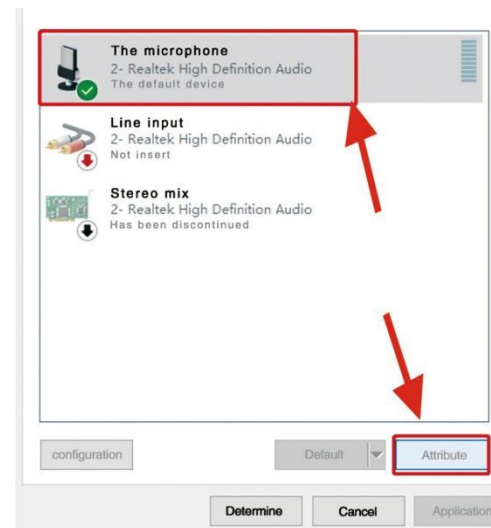 The microphone
2- Realtek High Definition Audio
The default device
Line input
2- Realtek High Definition Audio
Not insert
Stereo mix
2- Realtek High Definition Audio
Has been discontinued
configuration
Default
Attribute
Determine
Cancel
Application